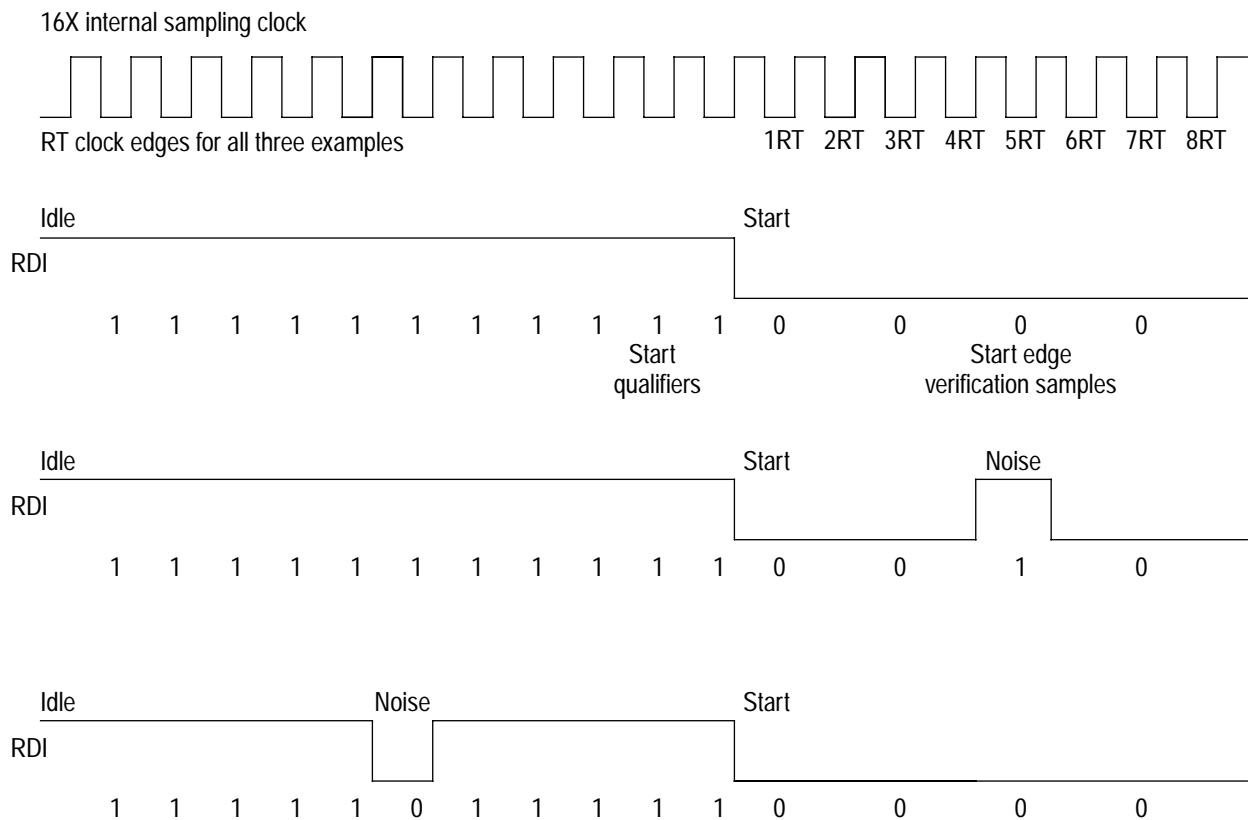 16X internal sampling clock
RT clock edges for all three examples
1RT 2RT 3RT 4RT 5RT 6RT 7RT 8RT
Idle Start
RDI
1 1 1 1 1 1 1 1 1 1 1 0 0 0 0
Start
qualifiers
Start edge
verification samples
Idle Start Noise
RDI
1 1 1 1 1 1 1 1 1 1 1 0 0 1 0
Idle Noise Start
RDI
1 1 1 1 1 0 1 1 1 1 1 0 0 0 0